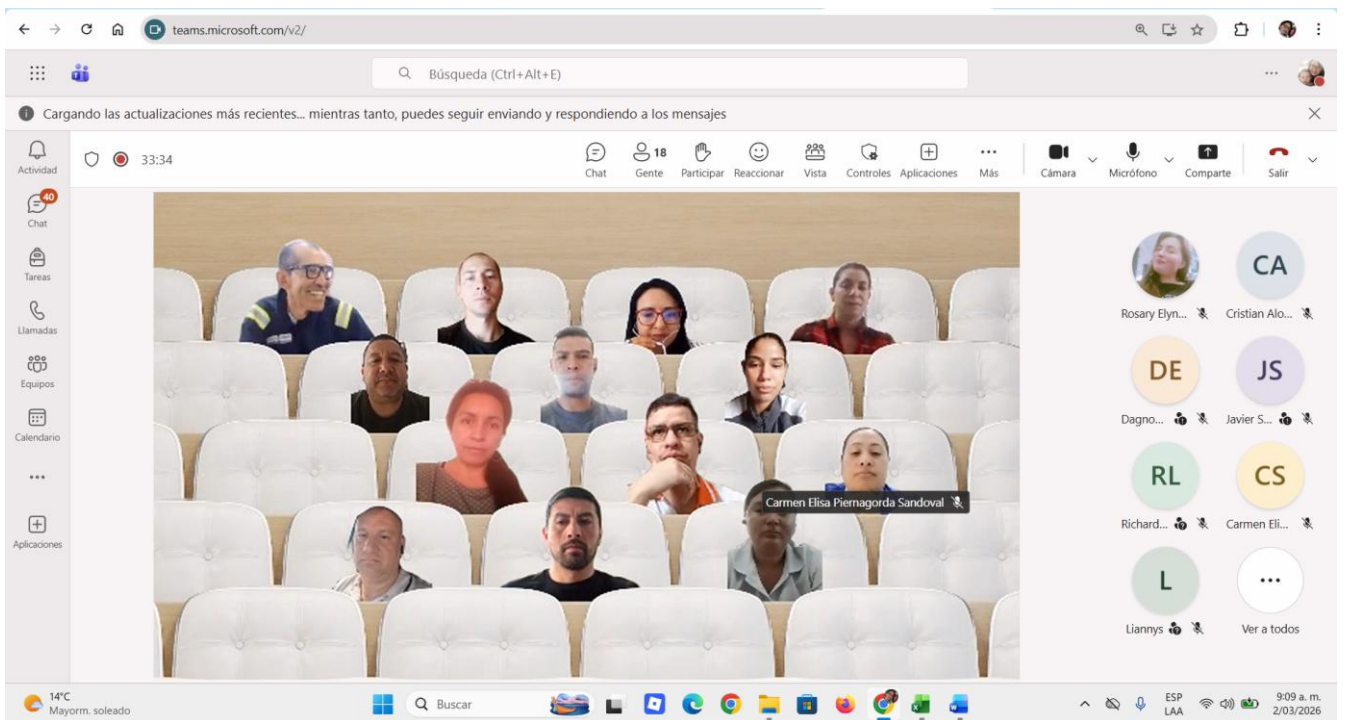 teams.microsoft.com/v2/
Búsqueda (Ctrl+Alt+E)
Cargando las actualizaciones más recientes... mientras tanto, puedes seguir enviando y respondiendo a los mensajes
33:34
Chat
18
Gente
Participar
Reaccionar
Vista
Controles
Aplicaciones
Más
Cámara
Micrófono
Comparte
Salir
Actividad
40
Chat
Tareas
Llamadas
Equipos
Calendario
Aplicaciones
Carmen Elisa Piernagorda Sandoval
CA
Rosary Elyn...
Cristian Alo...
DE
JS
Dagno...
Javier S...
RL
CS
Richard...
Carmen Eli...
L
Liannys
Ver a todos
14°C
Mayorm. soleado
Buscar
ESP
LAA
9:09 a. m.
2/03/2026